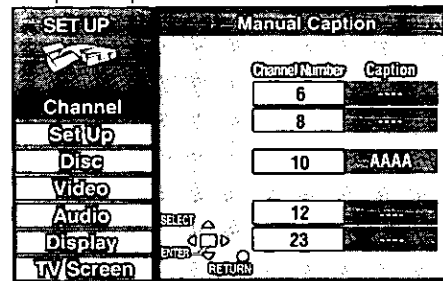 SET UP
Manual Caption
Channel
Set Up
Disc
Video
Audio
Display
TV/Screen
Channel Number Caption
6 ----
8 ----
10 AAAA
12 ----
23 ----
SELECT
ENTER
RETURN